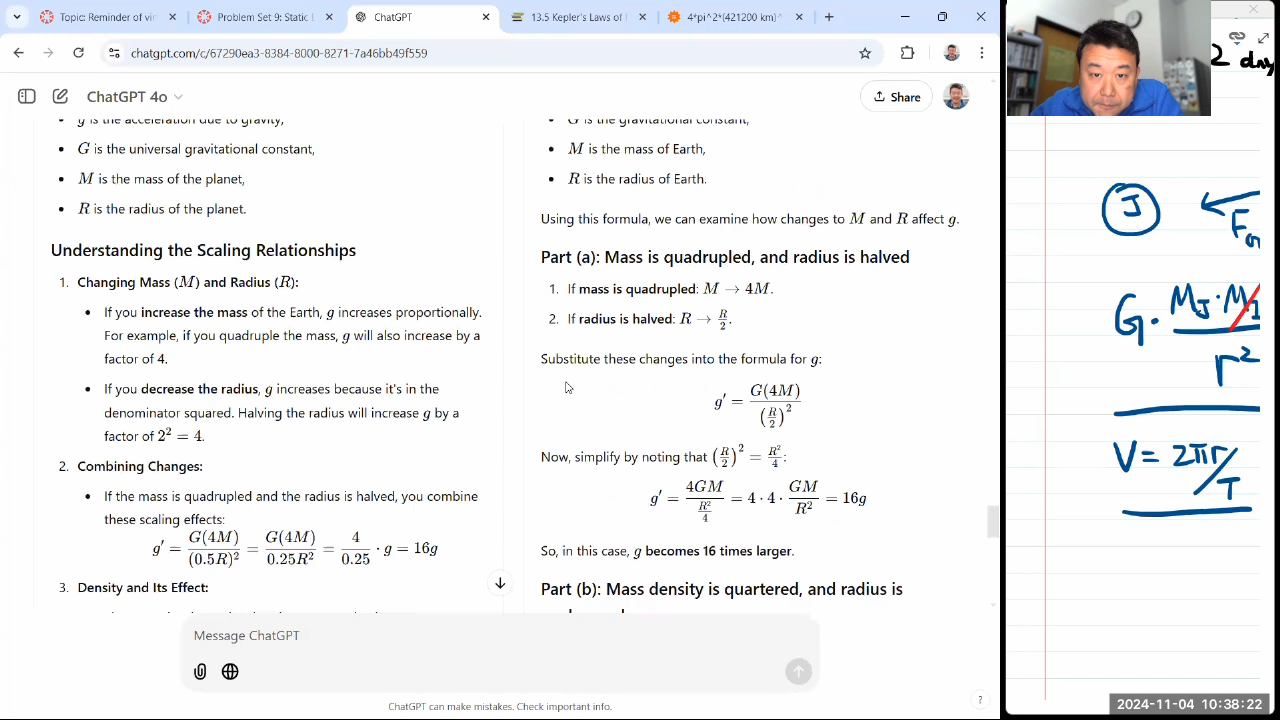 Topic: Reminder of vir
Problem Set 9: Stati
ChatGPT
13.5 Kepler's Laws of
4*pi^2*(421800 km)^
chatgpt.com/c/67290ea3-8384-8000-8271-7a46bb49f559
ChatGPT 4o
Share
g is the acceleration due to gravity,
G is the universal gravitational constant,
M is the mass of the planet,
R is the radius of the planet.
Understanding the Scaling Relationships
1. Changing Mass (M) and Radius (R):
If you increase the mass of the Earth, g increases proportionally.
For example, if you quadruple the mass, g will also increase by a
factor of 4.
If you decrease the radius, g increases because it's in the
denominator squared. Halving the radius will increase g by a
factor of 2² = 4.
2. Combining Changes:
If the mass is quadrupled and the radius is halved, you combine
these scaling effects:
g′ = G(4M)/(0.5R)² = G(4M)/0.25R² = 4/0.25 · g = 16g
3. Density and Its Effect:
G is the gravitational constant,
M is the mass of Earth,
R is the radius of Earth.
Using this formula, we can examine how changes to M and R affect g.
Part (a): Mass is quadrupled, and radius is halved
1. If mass is quadrupled: M → 4M.
2. If radius is halved: R → R/2.
Substitute these changes into the formula for g:
g′ = G(4M)/(R/2)²
Now, simplify by noting that (R/2)² = R²/4:
g′ = 4GM/(R²/4) = 4 · 4 · GM/R² = 16g
So, in this case, g becomes 16 times larger.
Part (b): Mass density is quartered, and radius is
Message ChatGPT
ChatGPT can make mistakes. Check important info.
?
2 day
J
F
G · M_J · M
r²
V = 2πr/T
2024-11-04 10:38:22